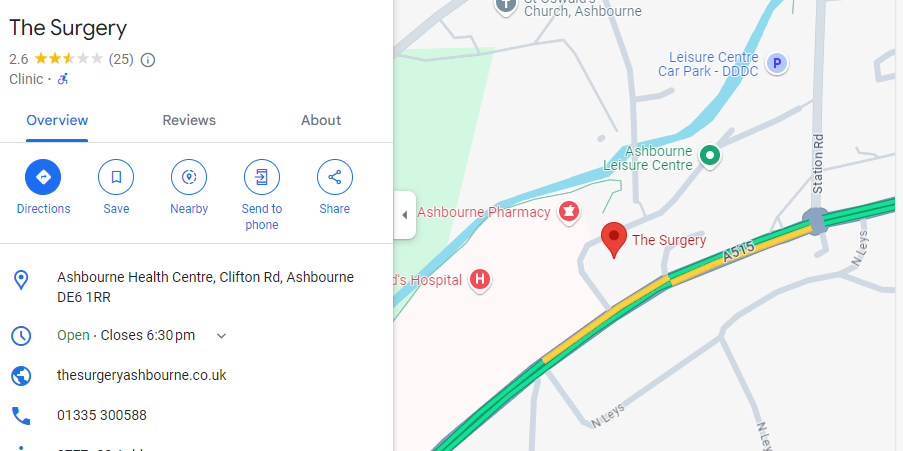 The Surgery
2.6 (25)
Clinic ·
Overview Reviews About
Directions Save Nearby Send to phone Share
Ashbourne Health Centre, Clifton Rd, Ashbourne
DE6 1RR
Open · Closes 6:30 pm
thesurgeryashbourne.co.uk
01335 300588
Church, Ashbourne
Leisure Centre
Car Park - DDDC
P
Ashbourne
Leisure Centre
Station Rd
Ashbourne Pharmacy
The Surgery
A515
N Leys
d's Hospital
H
N Leys
N Leys